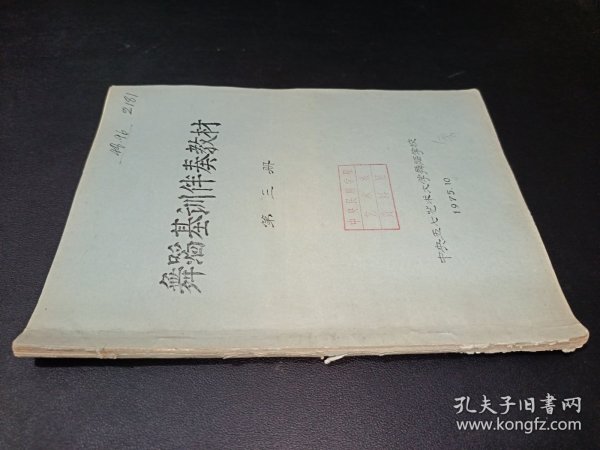 舞蹈基训伴奏教材
第三册
中央五七艺术大学舞蹈学校
1975.10
2181
孔夫子旧书网
www.kongfz.com